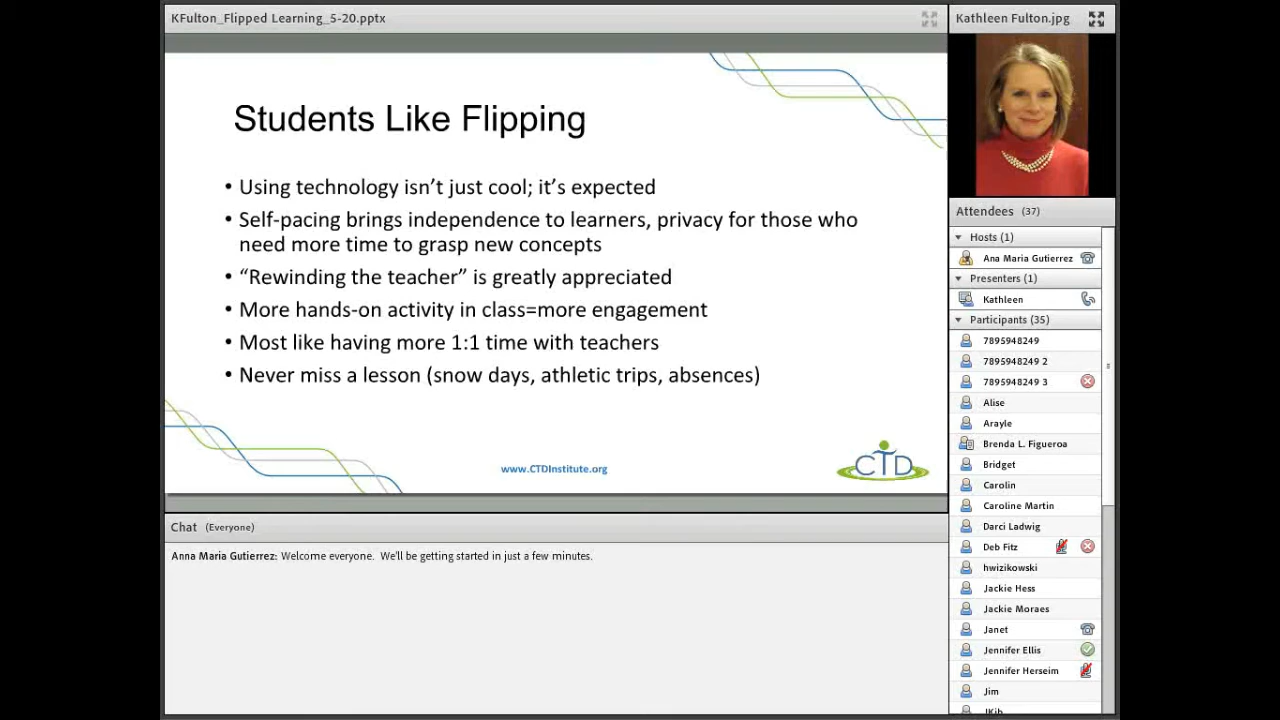 KFulton_Flipped Learning_5-20.pptx
Students Like Flipping
• Using technology isn't just cool; it's expected
• Self-pacing brings independence to learners, privacy for those who
need more time to grasp new concepts
• “Rewinding the teacher” is greatly appreciated
• More hands-on activity in class=more engagement
• Most like having more 1:1 time with teachers
• Never miss a lesson (snow days, athletic trips, absences)
www.CTDInstitute.org
CTD
Chat (Everyone)
Anna Maria Gutierrez: Welcome everyone. We'll be getting started in just a few minutes.
Kathleen Fulton.jpg
Attendees (37)
Hosts (1)
Ana Maria Gutierrez
Presenters (1)
Kathleen
Participants (35)
7895948249
7895948249 2
7895948249 3
Alise
Arayle
Brenda L. Figueroa
Bridget
Carolin
Caroline Martin
Darci Ladwig
Deb Fitz
hwizikowski
Jackie Hess
Jackie Moraes
Janet
Jennifer Ellis
Jennifer Herseim
Jim